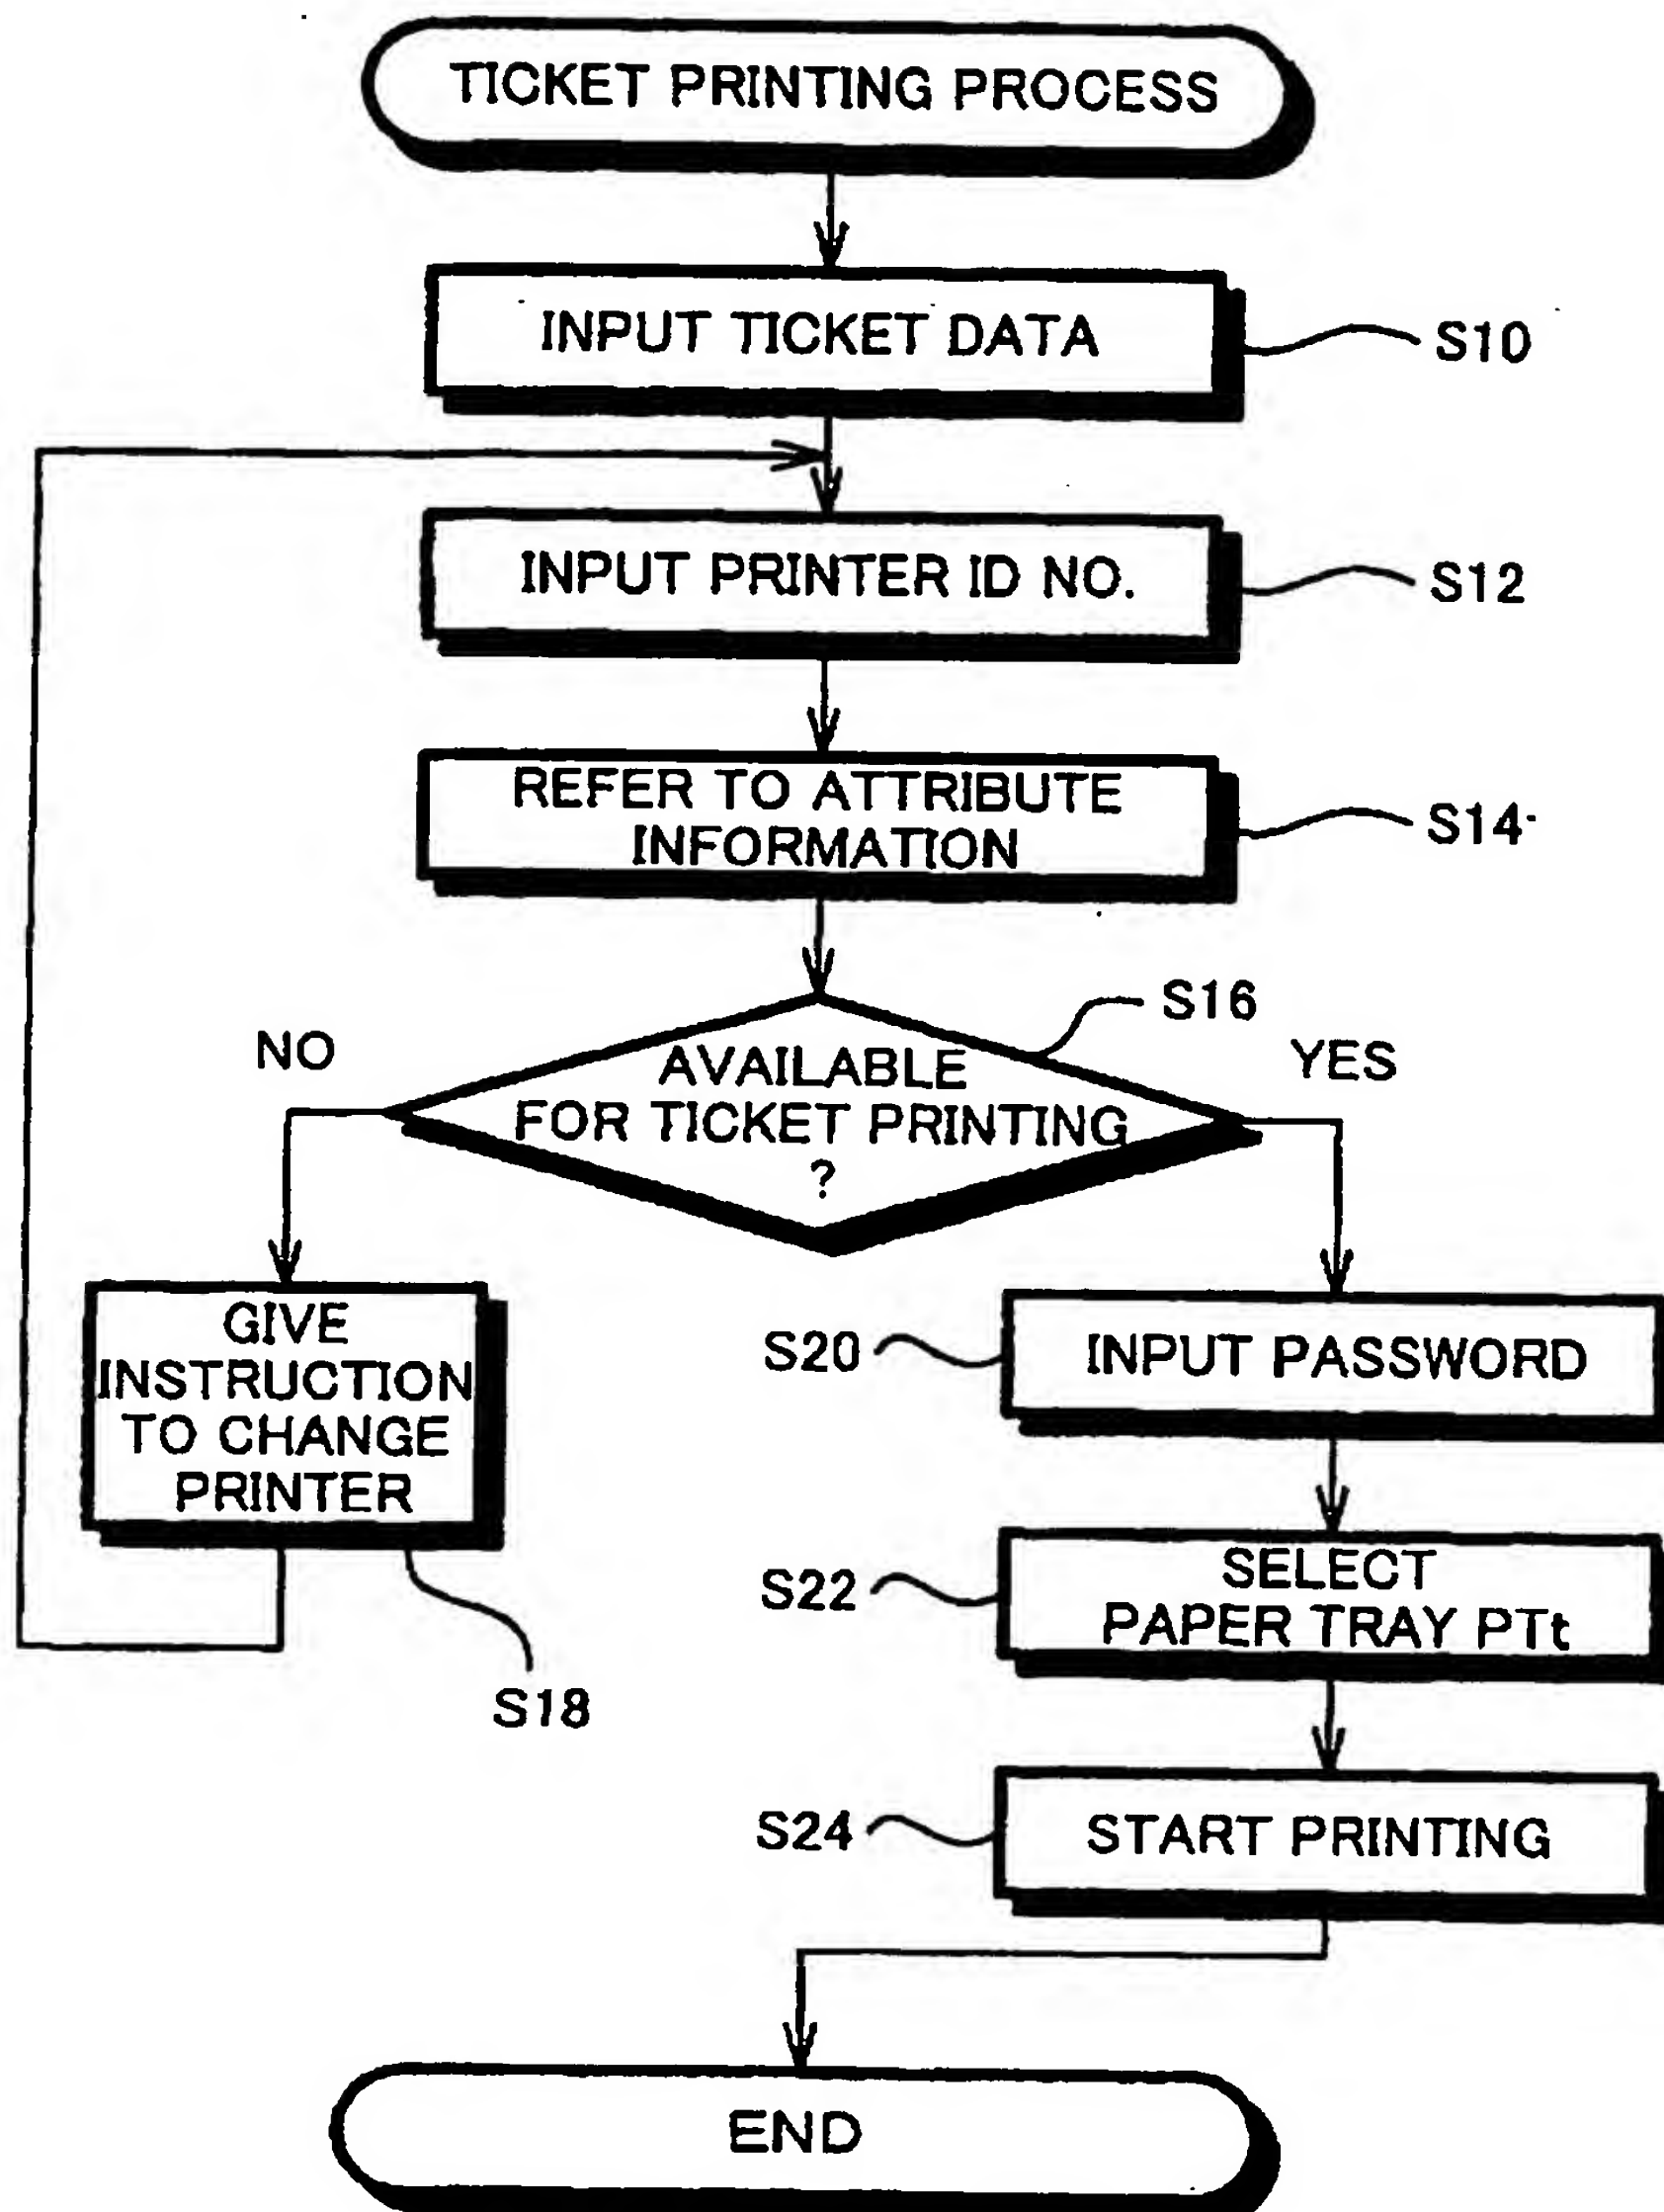 TICKET PRINTING PROCESS
INPUT TICKET DATA
S10
INPUT PRINTER ID NO.
S12
REFER TO ATTRIBUTE
INFORMATION
S14
S16
NO
YES
AVAILABLE
FOR TICKET PRINTING
?
GIVE
INSTRUCTION
TO CHANGE
PRINTER
S18
S20
INPUT PASSWORD
S22
SELECT
PAPER TRAY PTt
S24
START PRINTING
END